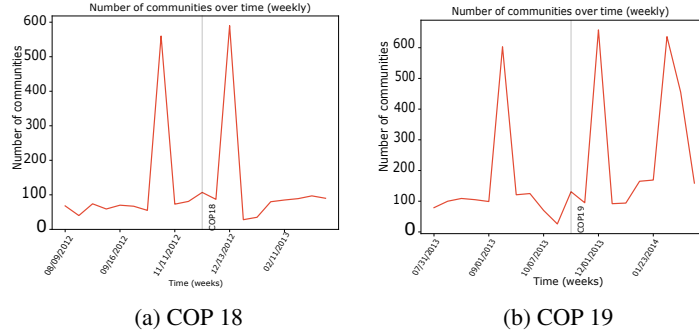 Number of communities over time (weekly)
Number of communities
600
500
400
300
200
100
0
COP18
08/09/2012
09/16/2012
11/11/2012
12/13/2012
02/11/2013
Time (weeks)
(a) COP 18
Number of communities over time (weekly)
Number of communities
600
500
400
300
200
100
0
COP19
07/31/2013
09/01/2013
10/07/2013
12/01/2013
01/23/2014
Time (weeks)
(b) COP 19